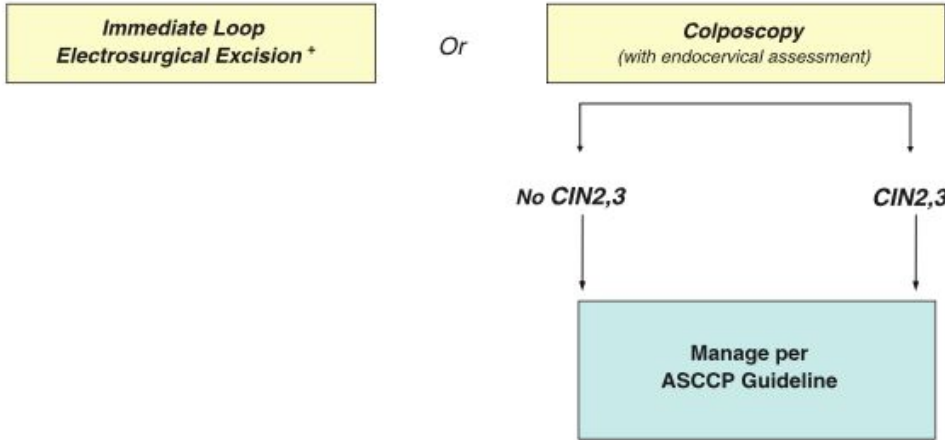 Immediate Loop
Electrosurgical Excision +
Or
Colposcopy
(with endocervical assessment)
No CIN2,3
CIN2,3
Manage per
ASCCP Guideline